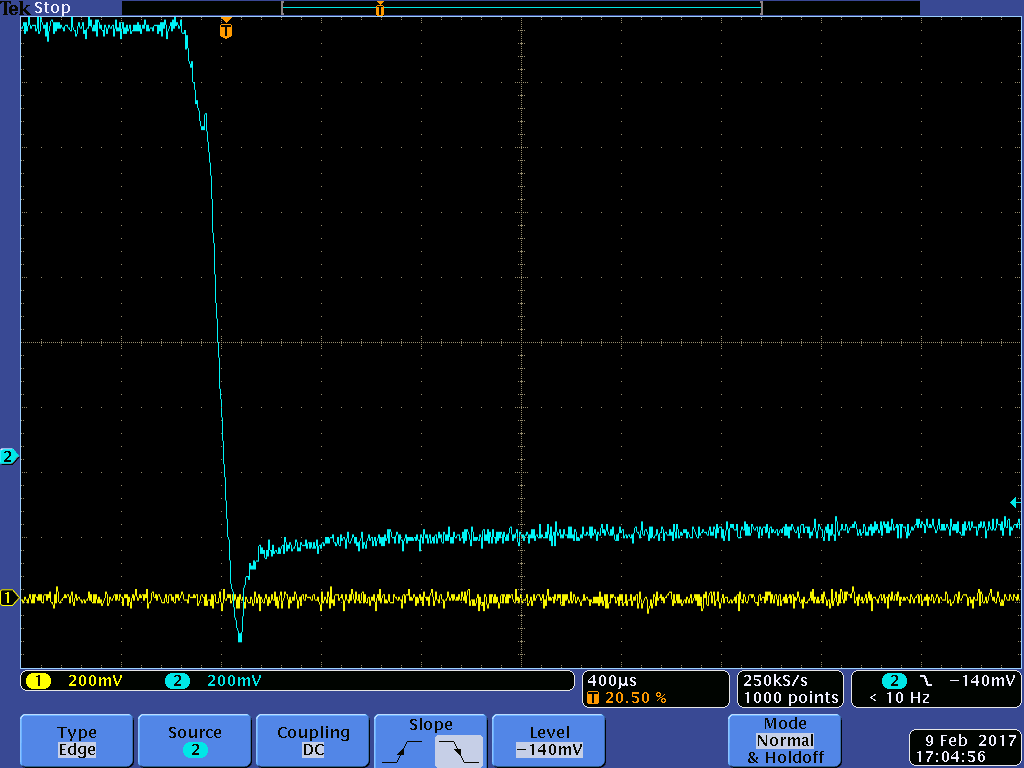 Tek Stop
T
T
2
1
1 200mV 2 200mV
400µs
T 20.50 %
250kS/s
1000 points
2 −140mV
< 10 Hz
Type
Edge
Source
2
Coupling
DC
Slope
Level
−140mV
Mode
Normal
& Holdoff
9 Feb 2017
17:04:56